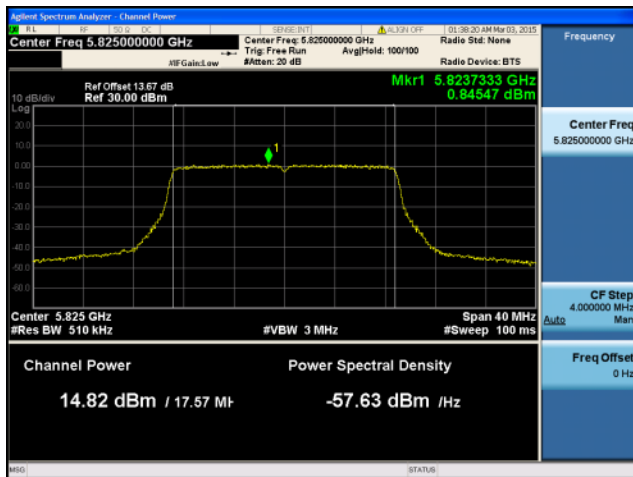 Agilent Spectrum Analyzer - Channel Power
RL RF 50 Ω DC SENSE:INT ALIGN OFF 01:38:20 AM Mar 03, 2015
Center Freq 5.825000000 GHz
Center Freq: 5.825000000 GHz Radio Std: None
Trig: Free Run Avg|Hold: 100/100
#IFGain:Low #Atten: 20 dB Radio Device: BTS
Ref Offset 13.67 dB
10 dB/div Ref 30.00 dBm
Log
Mkr1 5.8237333 GHz
0.84547 dBm
20.0
10.0
0.00
-10.0
-20.0
-30.0
-40.0
-50.0
-60.0
1
Center 5.825 GHz Span 40 MHz
#Res BW 510 kHz #VBW 3 MHz #Sweep 100 ms
Channel Power Power Spectral Density
14.82 dBm / 17.57 MH -57.63 dBm /Hz
MSG STATUS
Frequency
Center Freq
5.825000000 GHz
CF Step
4.000000 MHz
Auto Man
Freq Offset
0 Hz